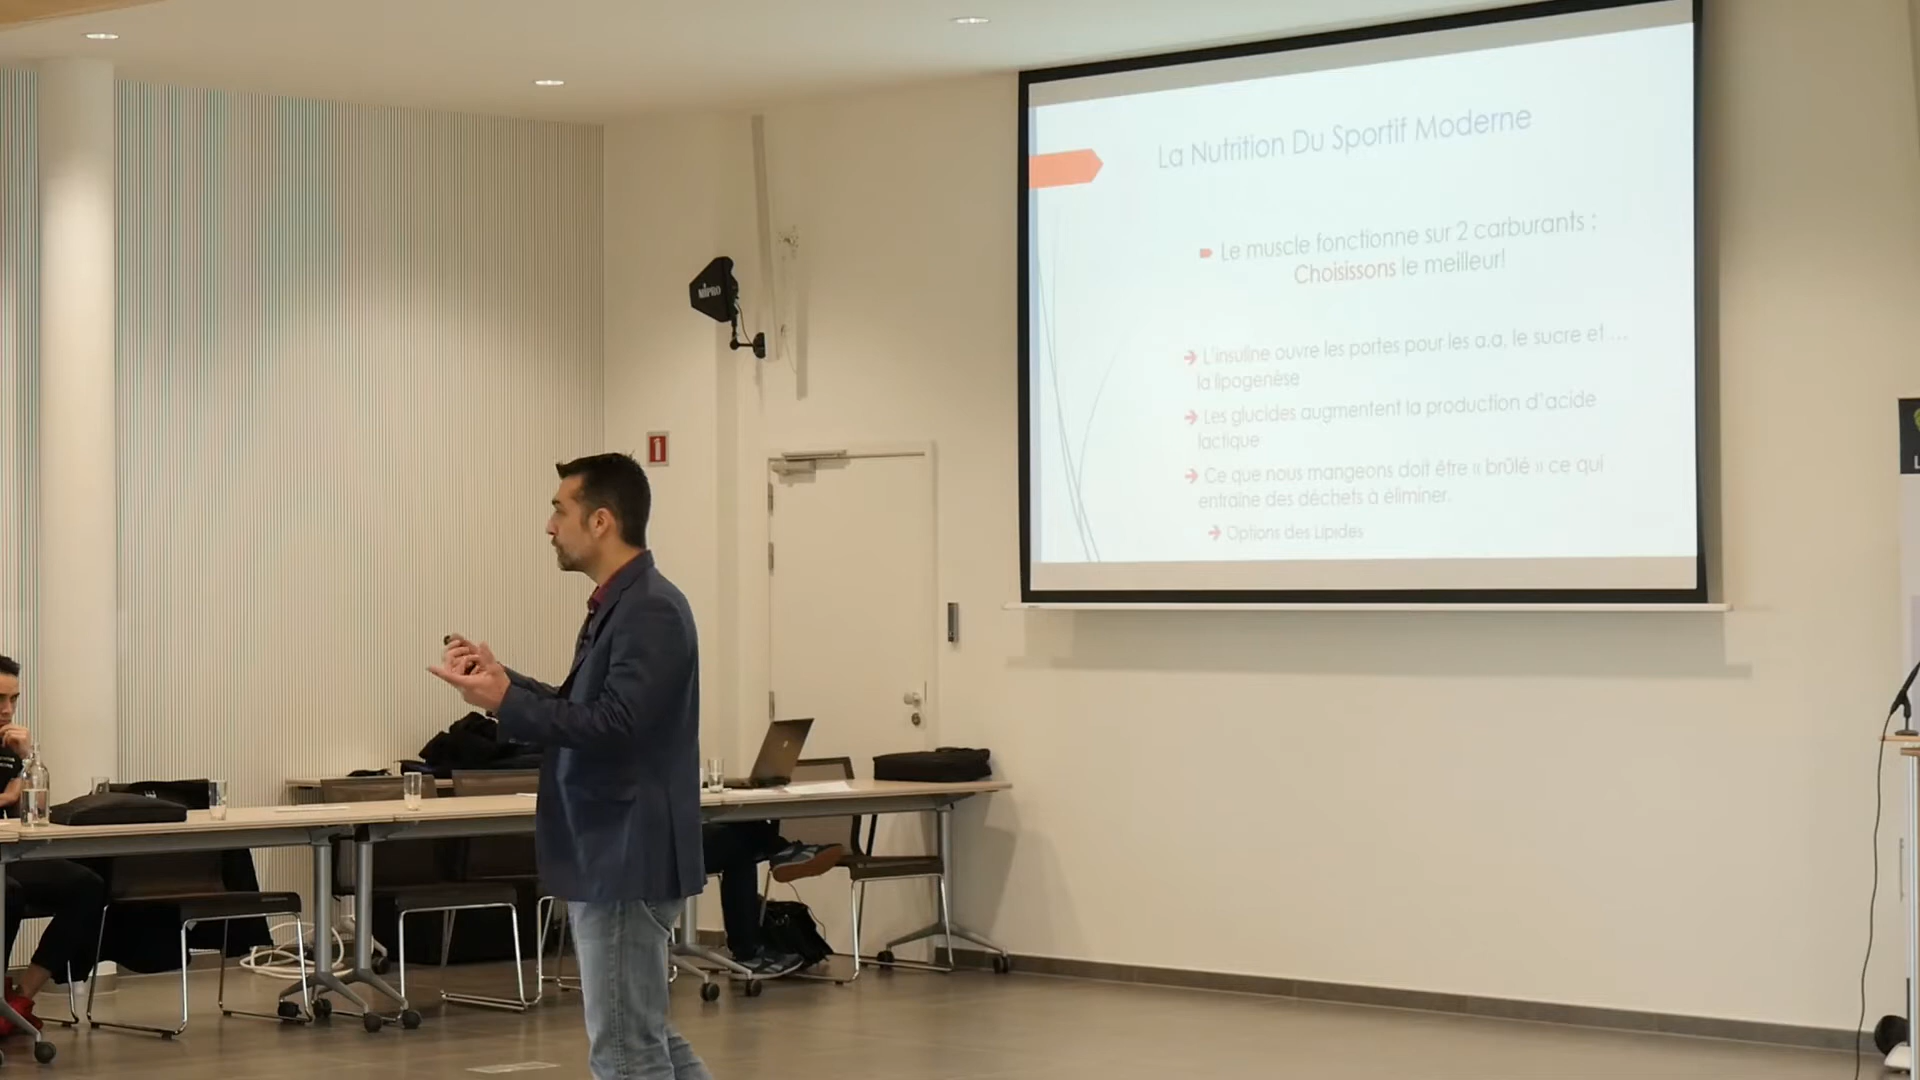 La Nutrition Du Sportif Moderne
Le muscle fonctionne sur 2 carburants ;
Choisissons le meilleur!
L'insuline ouvre les portes pour les a.a, le sucre et ...
la lipogenèse
Les glucides augmentent la production d'acide
lactique
Ce que nous mangeons doit être « brûlé » ce qui
entraîne des déchets à éliminer.
Options des Lipides
MIPRO
L